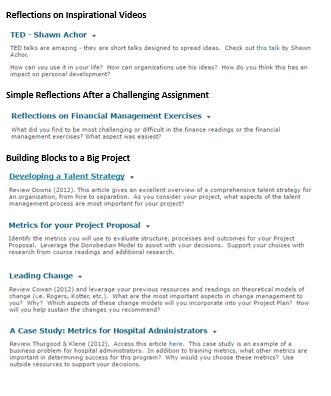 Reflections on Inspirational Videos
TED - Shawn Achor
TED talks are amazing - they are short talks designed to spread ideas. Check out this talk by Shawn
Achor.
How can you use it in your life? How can organizations use his ideas? How do you think this has an
impact on personal development?
Simple Reflections After a Challenging Assignment
Reflections on Financial Management Exercises
What did you find to be most challenging or difficult in the finance readings or the financial
management exercises? What aspect was easiest?
Building Blocks to a Big Project
Developing a Talent Strategy
Review Downs (2012). This article gives an excellent overview of a comprehensive talent strategy for
an organization, from hire to separation. As you consider your project, what aspects of the talent
management process are most important for your project?
Metrics for your Project Proposal
Identify the metrics you will use to evaluate structure, processes and outcomes for your Project
Proposal. Leverage the Donobedian Model to assist with your decisions. Support your choices with
research from course readings and additional research.
Leading Change
Review Cowan (2012) and leverage your previous resources and readings on theoretical models of
change (i.e. Rogers, Kotter, etc.). What are the most important aspects in change management to
you? Why? Which aspects of these change models will you incorporate into your Project Plan? How
will you help sustain the changes you recommend?
A Case Study: Metrics for Hospital Administrators
Review Thurgood & Klene (2012). Access this article here. This case study is an example of a
business problem for hospital administrators. In addition to training metrics, what other metrics are
important in determining success for this program? Why would you choose these metrics? Use
outside resources to support your decisions.